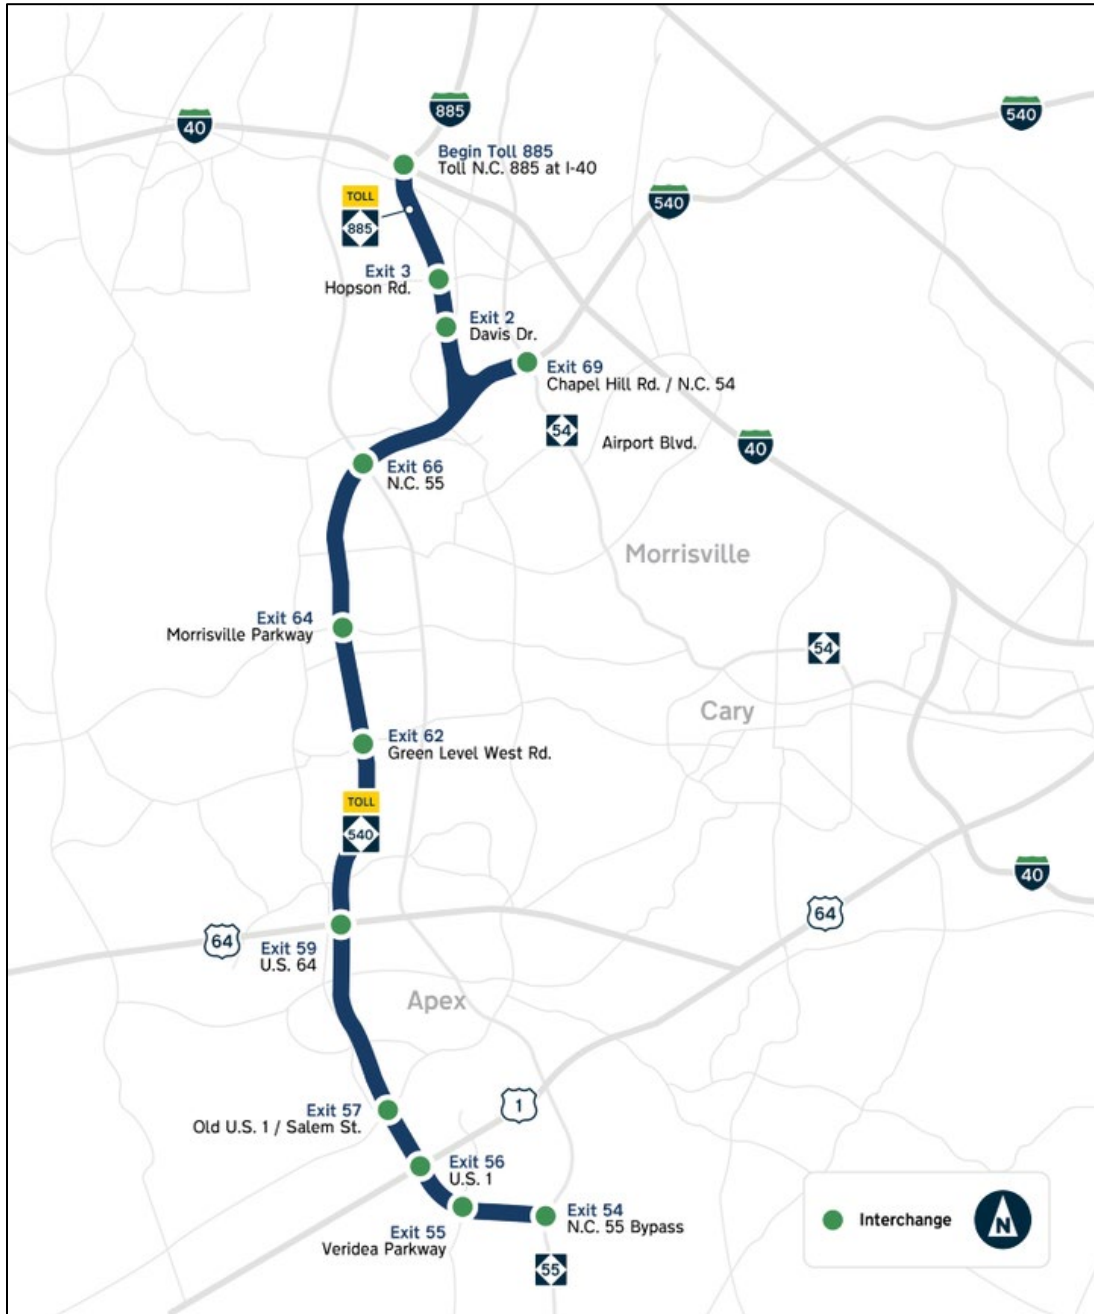 885
40
540
Begin Toll 885
Toll N.C. 885 at I-40
TOLL
885
540
Exit 3
Hopson Rd.
Exit 2
Davis Dr.
Exit 69
Chapel Hill Rd. / N.C. 54
54
Airport Blvd.
40
Exit 66
N.C. 55
Morrisville
Exit 64
Morrisville Parkway
54
Cary
Exit 62
Green Level West Rd.
TOLL
540
40
64
64
Exit 59
U.S. 64
Apex
1
Exit 57
Old U.S. 1 / Salem St.
Exit 56
U.S. 1
Exit 55
Veridea Parkway
Exit 54
N.C. 55 Bypass
55
Interchange
N